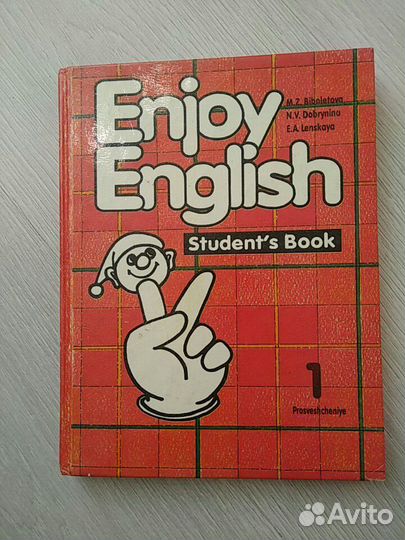 Enjoy
English
M.Z. Biboletova
N.V. Dobrynina
E.A. Lenskaya
Student's Book
1
Prosveshcheniye
Avito